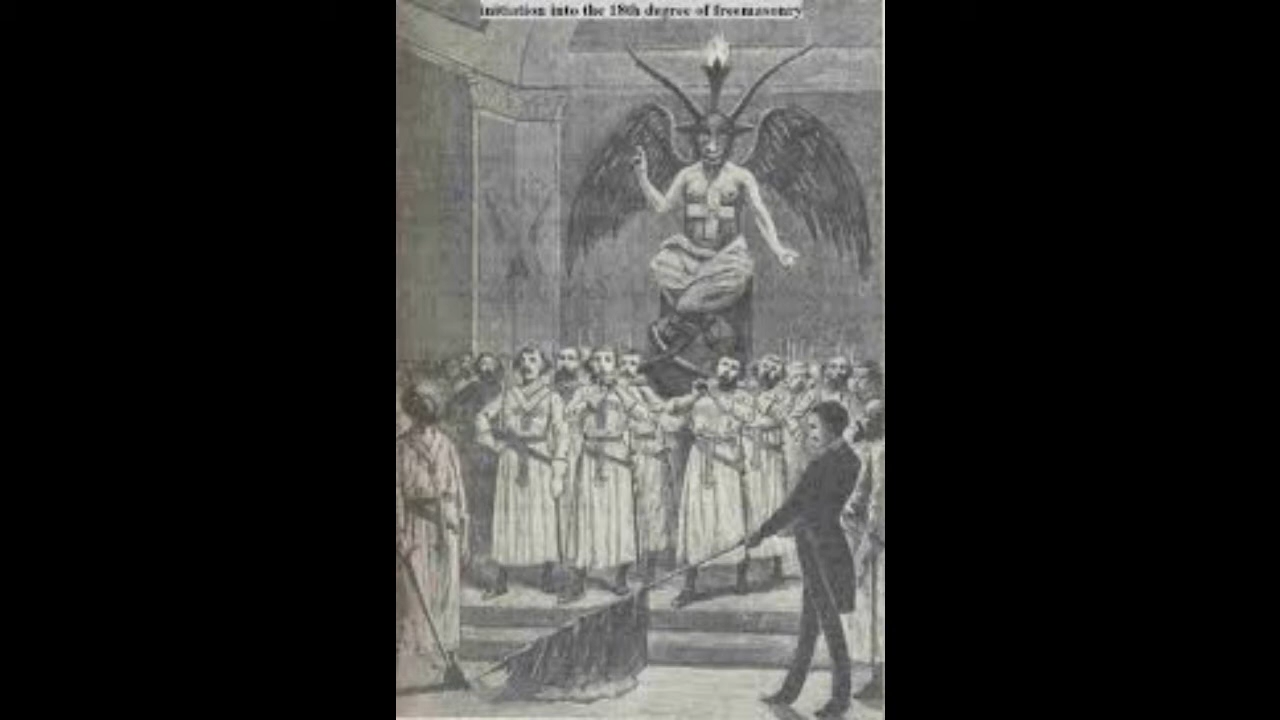 initiation into the 18th degree of freemasonry